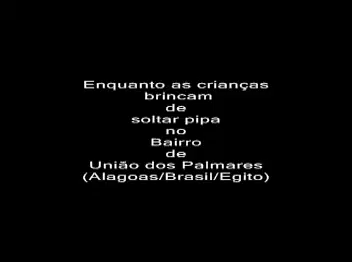 Enquanto as crianças
brincam
de
soltar pipa
no
Bairro
de
União dos Palmares
(Alagoas/Brasil/Egito)